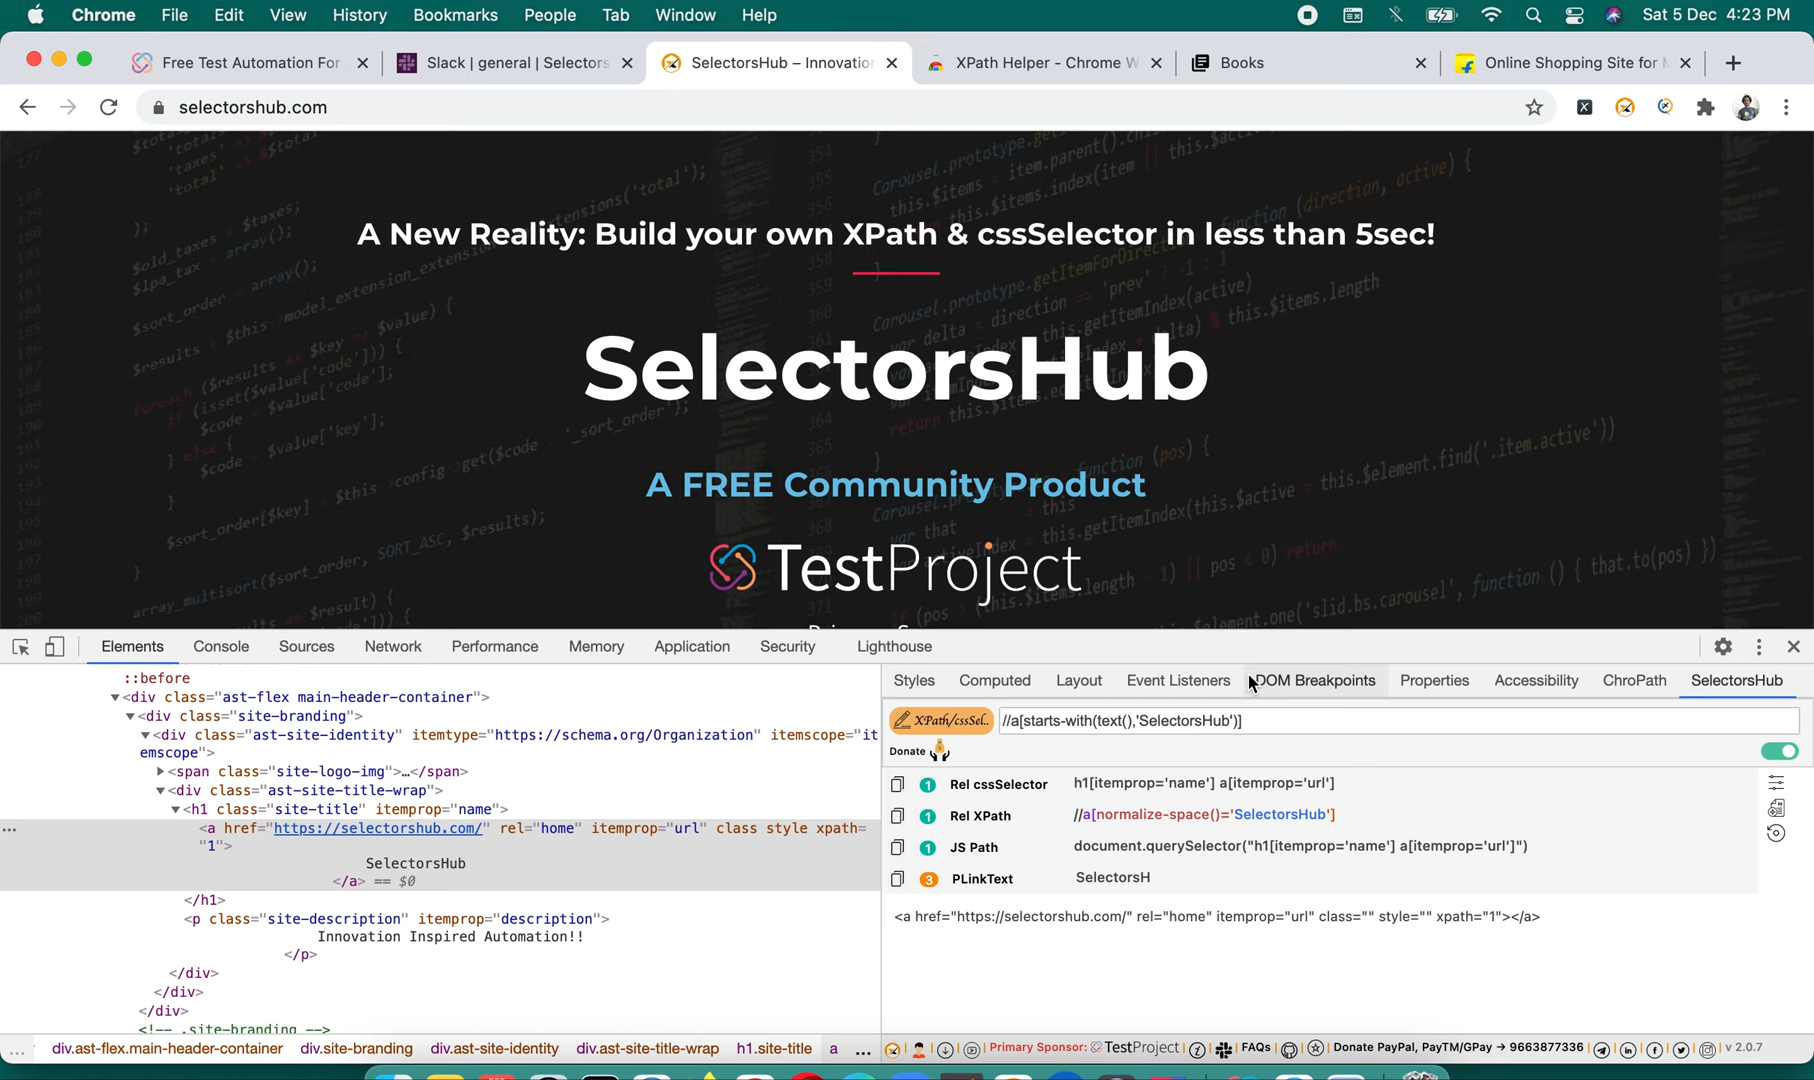 Chrome File Edit View History Bookmarks People Tab Window Help Sat 5 Dec 4:23 PM
Free Test Automation For Slack | general | Selectors SelectorsHub – Innovation XPath Helper - Chrome W Books Online Shopping Site for
selectorshub.com
A New Reality: Build your own XPath & cssSelector in less than 5sec!
SelectorsHub
A FREE Community Product
TestProject
Elements Console Sources Network Performance Memory Application Security Lighthouse
::before
<div class="ast-flex main-header-container">
<div class="site-branding">
<div class="ast-site-identity" itemtype="https://schema.org/Organization" itemscope="it
emscope">
<span class="site-logo-img">…</span>
<div class="ast-site-title-wrap">
<h1 class="site-title" itemprop="name">
<a href="https://selectorshub.com/" rel="home" itemprop="url" class style xpath=
"1">
SelectorsHub
</a> == $0
</h1>
<p class="site-description" itemprop="description">
Innovation Inspired Automation!!
</p>
</div>
</div>
</div>
<!-- .site-branding -->
… div.ast-flex.main-header-container div.site-branding div.ast-site-identity div.ast-site-title-wrap h1.site-title a …
Styles Computed Layout Event Listeners DOM Breakpoints Properties Accessibility ChroPath SelectorsHub
XPath/cssSel.. //a[starts-with(text(),'SelectorsHub')]
Donate
1 Rel cssSelector h1[itemprop='name'] a[itemprop='url']
1 Rel XPath //a[normalize-space()='SelectorsHub']
1 JS Path document.querySelector("h1[itemprop='name'] a[itemprop='url']")
3 PLinkText SelectorsH
<a href="https://selectorshub.com/" rel="home" itemprop="url" class="" style="" xpath="1"></a>
Primary Sponsor: TestProject | FAQs | Donate PayPal, PayTM/GPay → 9663877336 | v 2.0.7